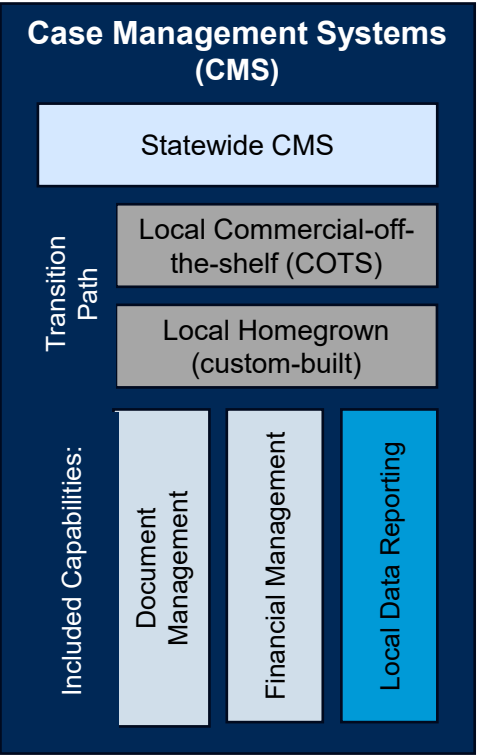 Case Management Systems
(CMS)
Statewide CMS
Transition
Path
Local Commercial-off-
the-shelf (COTS)
Local Homegrown
(custom-built)
Included Capabilities:
Document
Management
Financial Management
Local Data Reporting